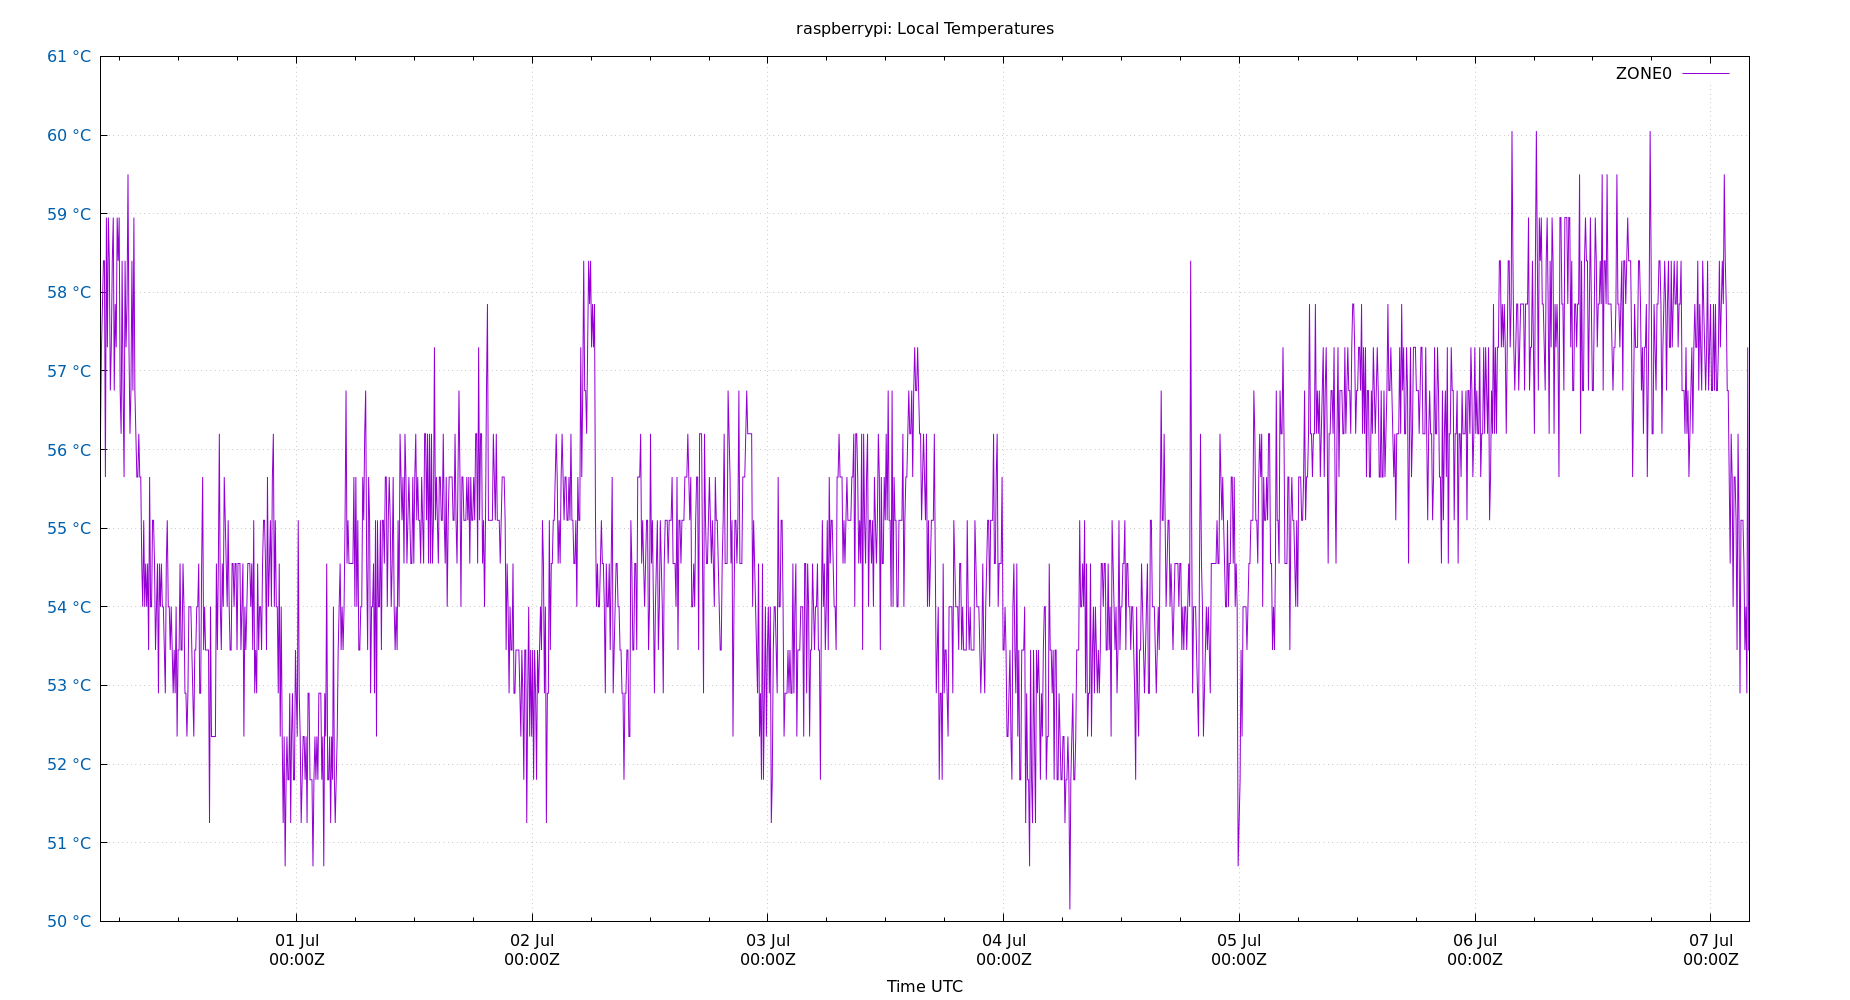 raspberrypi: Local Temperatures
61 °C
ZONE0
60 °C
59 °C
58 °C
57 °C
56 °C
55 °C
54 °C
53 °C
52 °C
51 °C
50 °C
01 Jul 02 Jul 03 Jul 04 Jul 05 Jul 06 Jul 07 Jul
00:00Z 00:00Z 00:00Z 00:00Z 00:00Z 00:00Z 00:00Z
Time UTC